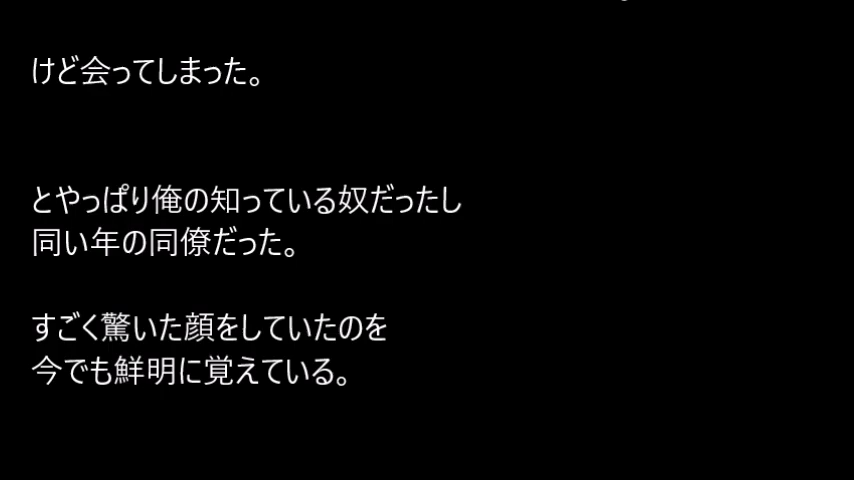 けど会ってしまった。
とやっぱり俺の知っている奴だったし
同い年の同僚だった。
すごく驚いた顔をしていたのを
今でも鮮明に覚えている。